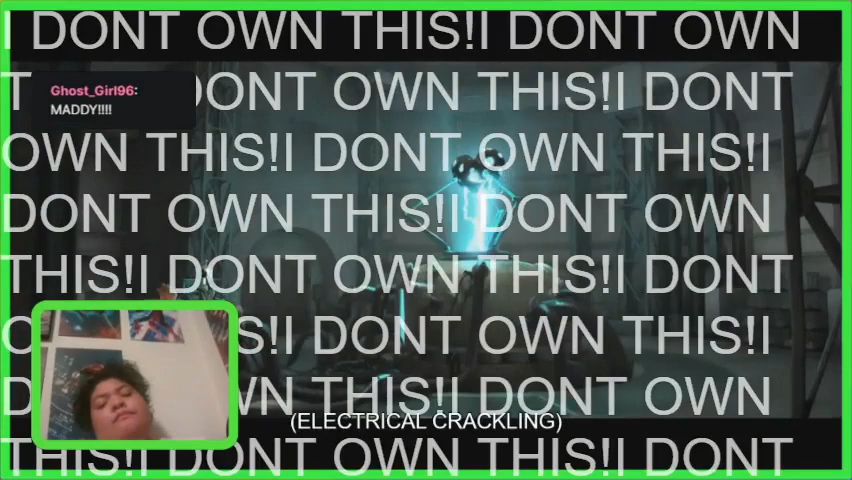 I DONT OWN THIS!I DONT OWN
T
Ghost_Girl96:
MADDY!!!!
DONT OWN THIS!I DONT
OWN THIS!I DONT OWN THIS!I
DONT OWN THIS!I DONT OWN
THIS!I DONT OWN THIS!I DONT
O S!I DONT OWN THIS!I
D WN THIS!I DONT OWN
(ELECTRICAL CRACKLING)
THIS!I DONT OWN THIS!I DONT